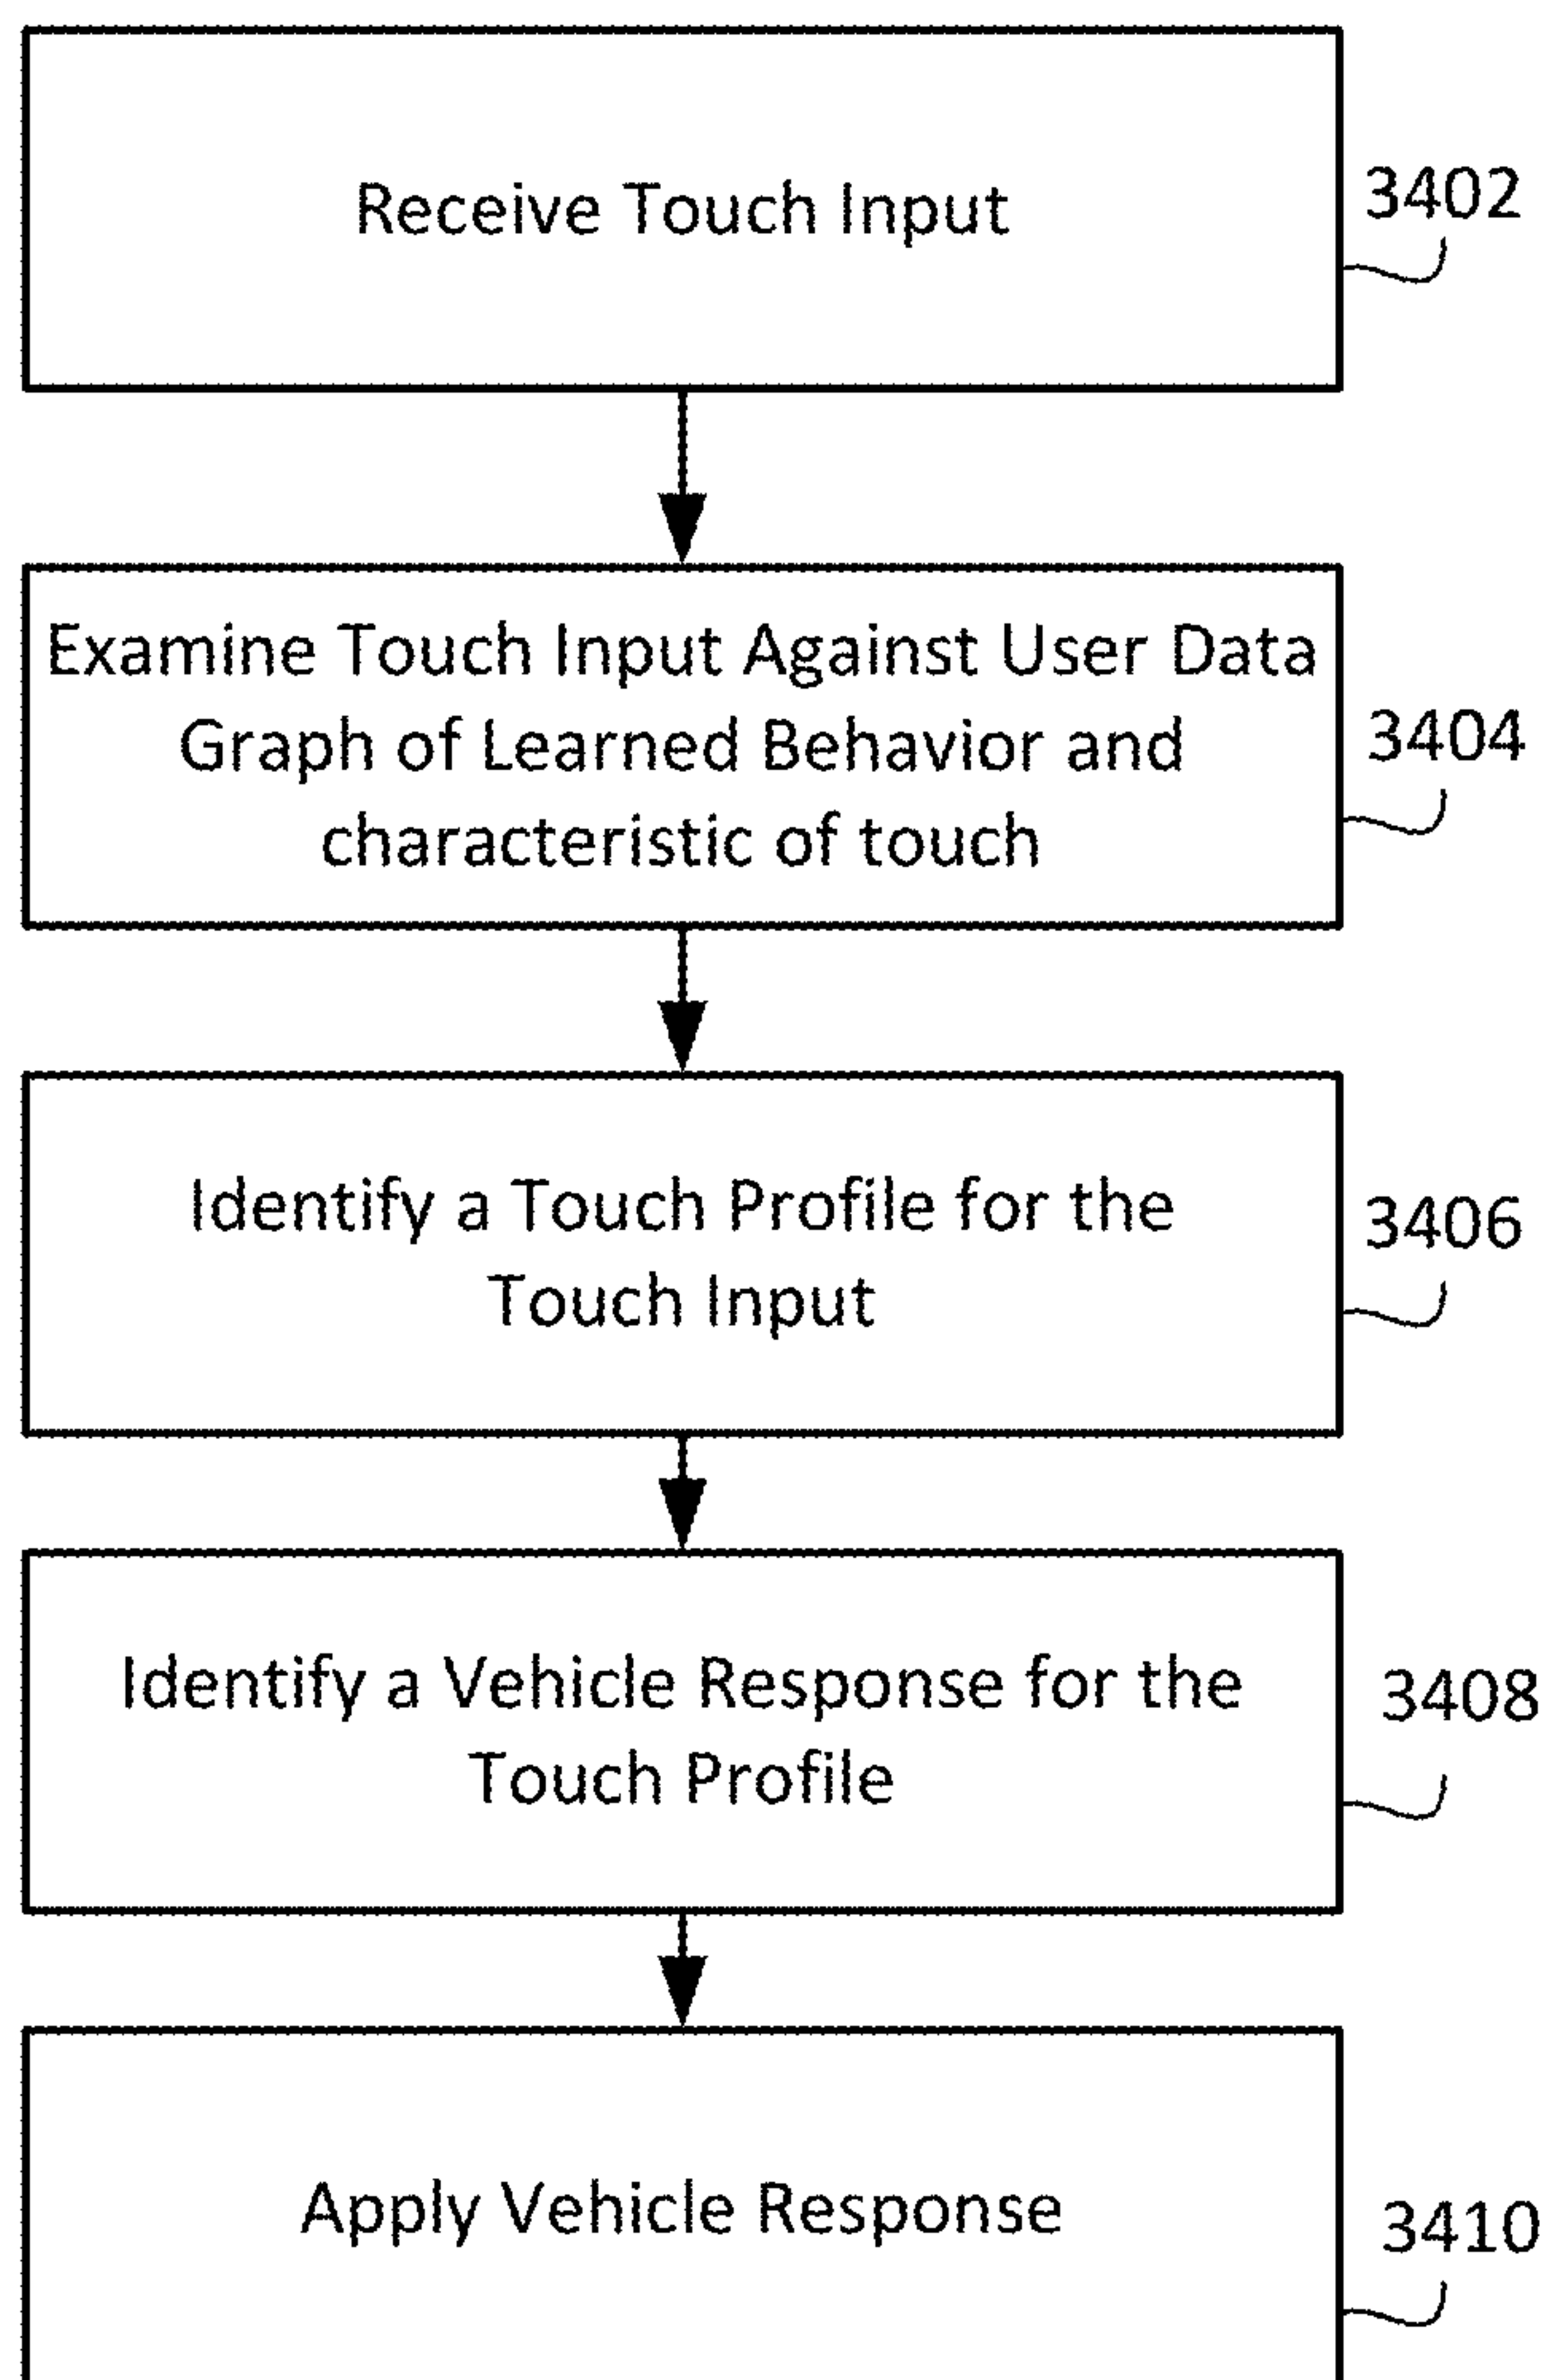 Receive Touch Input
3402
Examine Touch Input Against User Data
Graph of Learned Behavior and
characteristic of touch
3404
Identify a Touch Profile for the
Touch Input
3406
Identify a Vehicle Response for the
Touch Profile
3408
Apply Vehicle Response
3410